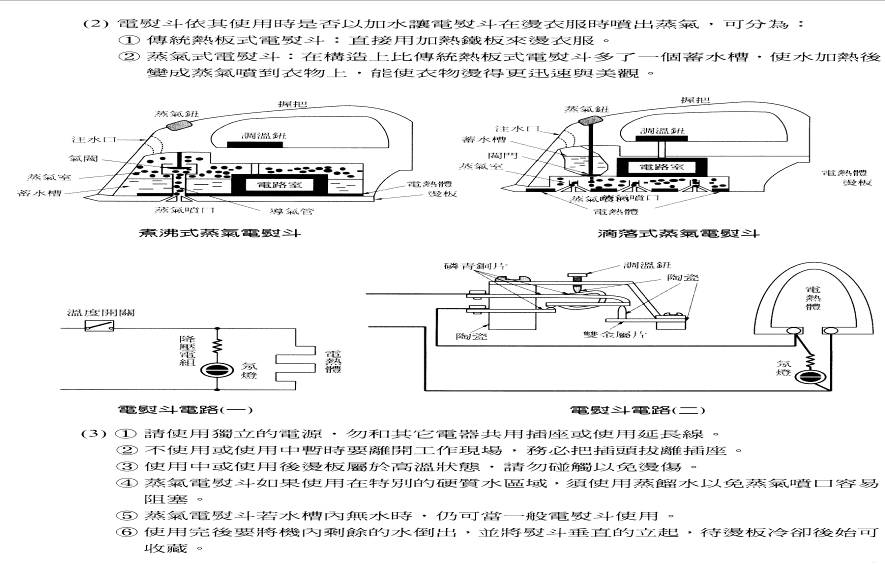 (2) 電熨斗依其使用時是否以加水讓電熨斗在燙衣服時噴出蒸氣，可分為：
① 傳統熱板式電熨斗：直接用加熱鐵板來燙衣服。
② 蒸氣式電熨斗：在構造上比傳統熱板式電熨斗多了一個蓄水槽，使水加熱後
變成蒸氣噴到衣物上，能使衣物燙得更迅速與美觀。
蒸氣鈕
握把
注水口
調溫鈕
氣閥
蒸氣室
蓄水槽
電路室
電熱體
燙板
蒸氣噴口
導氣管
煮沸式蒸氣電熨斗
蒸氣鈕
握把
注水口
調溫鈕
蓄水槽
閥門
蒸氣室
電路室
電熱體
燙板
蒸氣噴口
電熱體
滴落式蒸氣電熨斗
溫度開關
降壓電組
氖燈
電熱體
電熨斗電路(一)
磷青銅片
調溫鈕
陶瓷
陶瓷
雙金屬片
電熱體
氖燈
電熨斗電路(二)
(3) ① 請使用獨立的電源，勿和其它電器共用插座或使用延長線。
② 不使用或使用中暫時要離開工作現場，務必把插頭拔離插座。
③ 使用中或使用後燙板屬於高溫狀態，請勿碰觸以免燙傷。
④ 蒸氣電熨斗如果使用在特別的硬質水區域，須使用蒸餾水以免蒸氣噴口容易
阻塞。
⑤ 蒸氣電熨斗若水槽內無水時，仍可當一般電熨斗使用。
⑥ 使用完後要將機內剩餘的水倒出，並將熨斗垂直的立起，待燙板冷卻後始可
收藏。